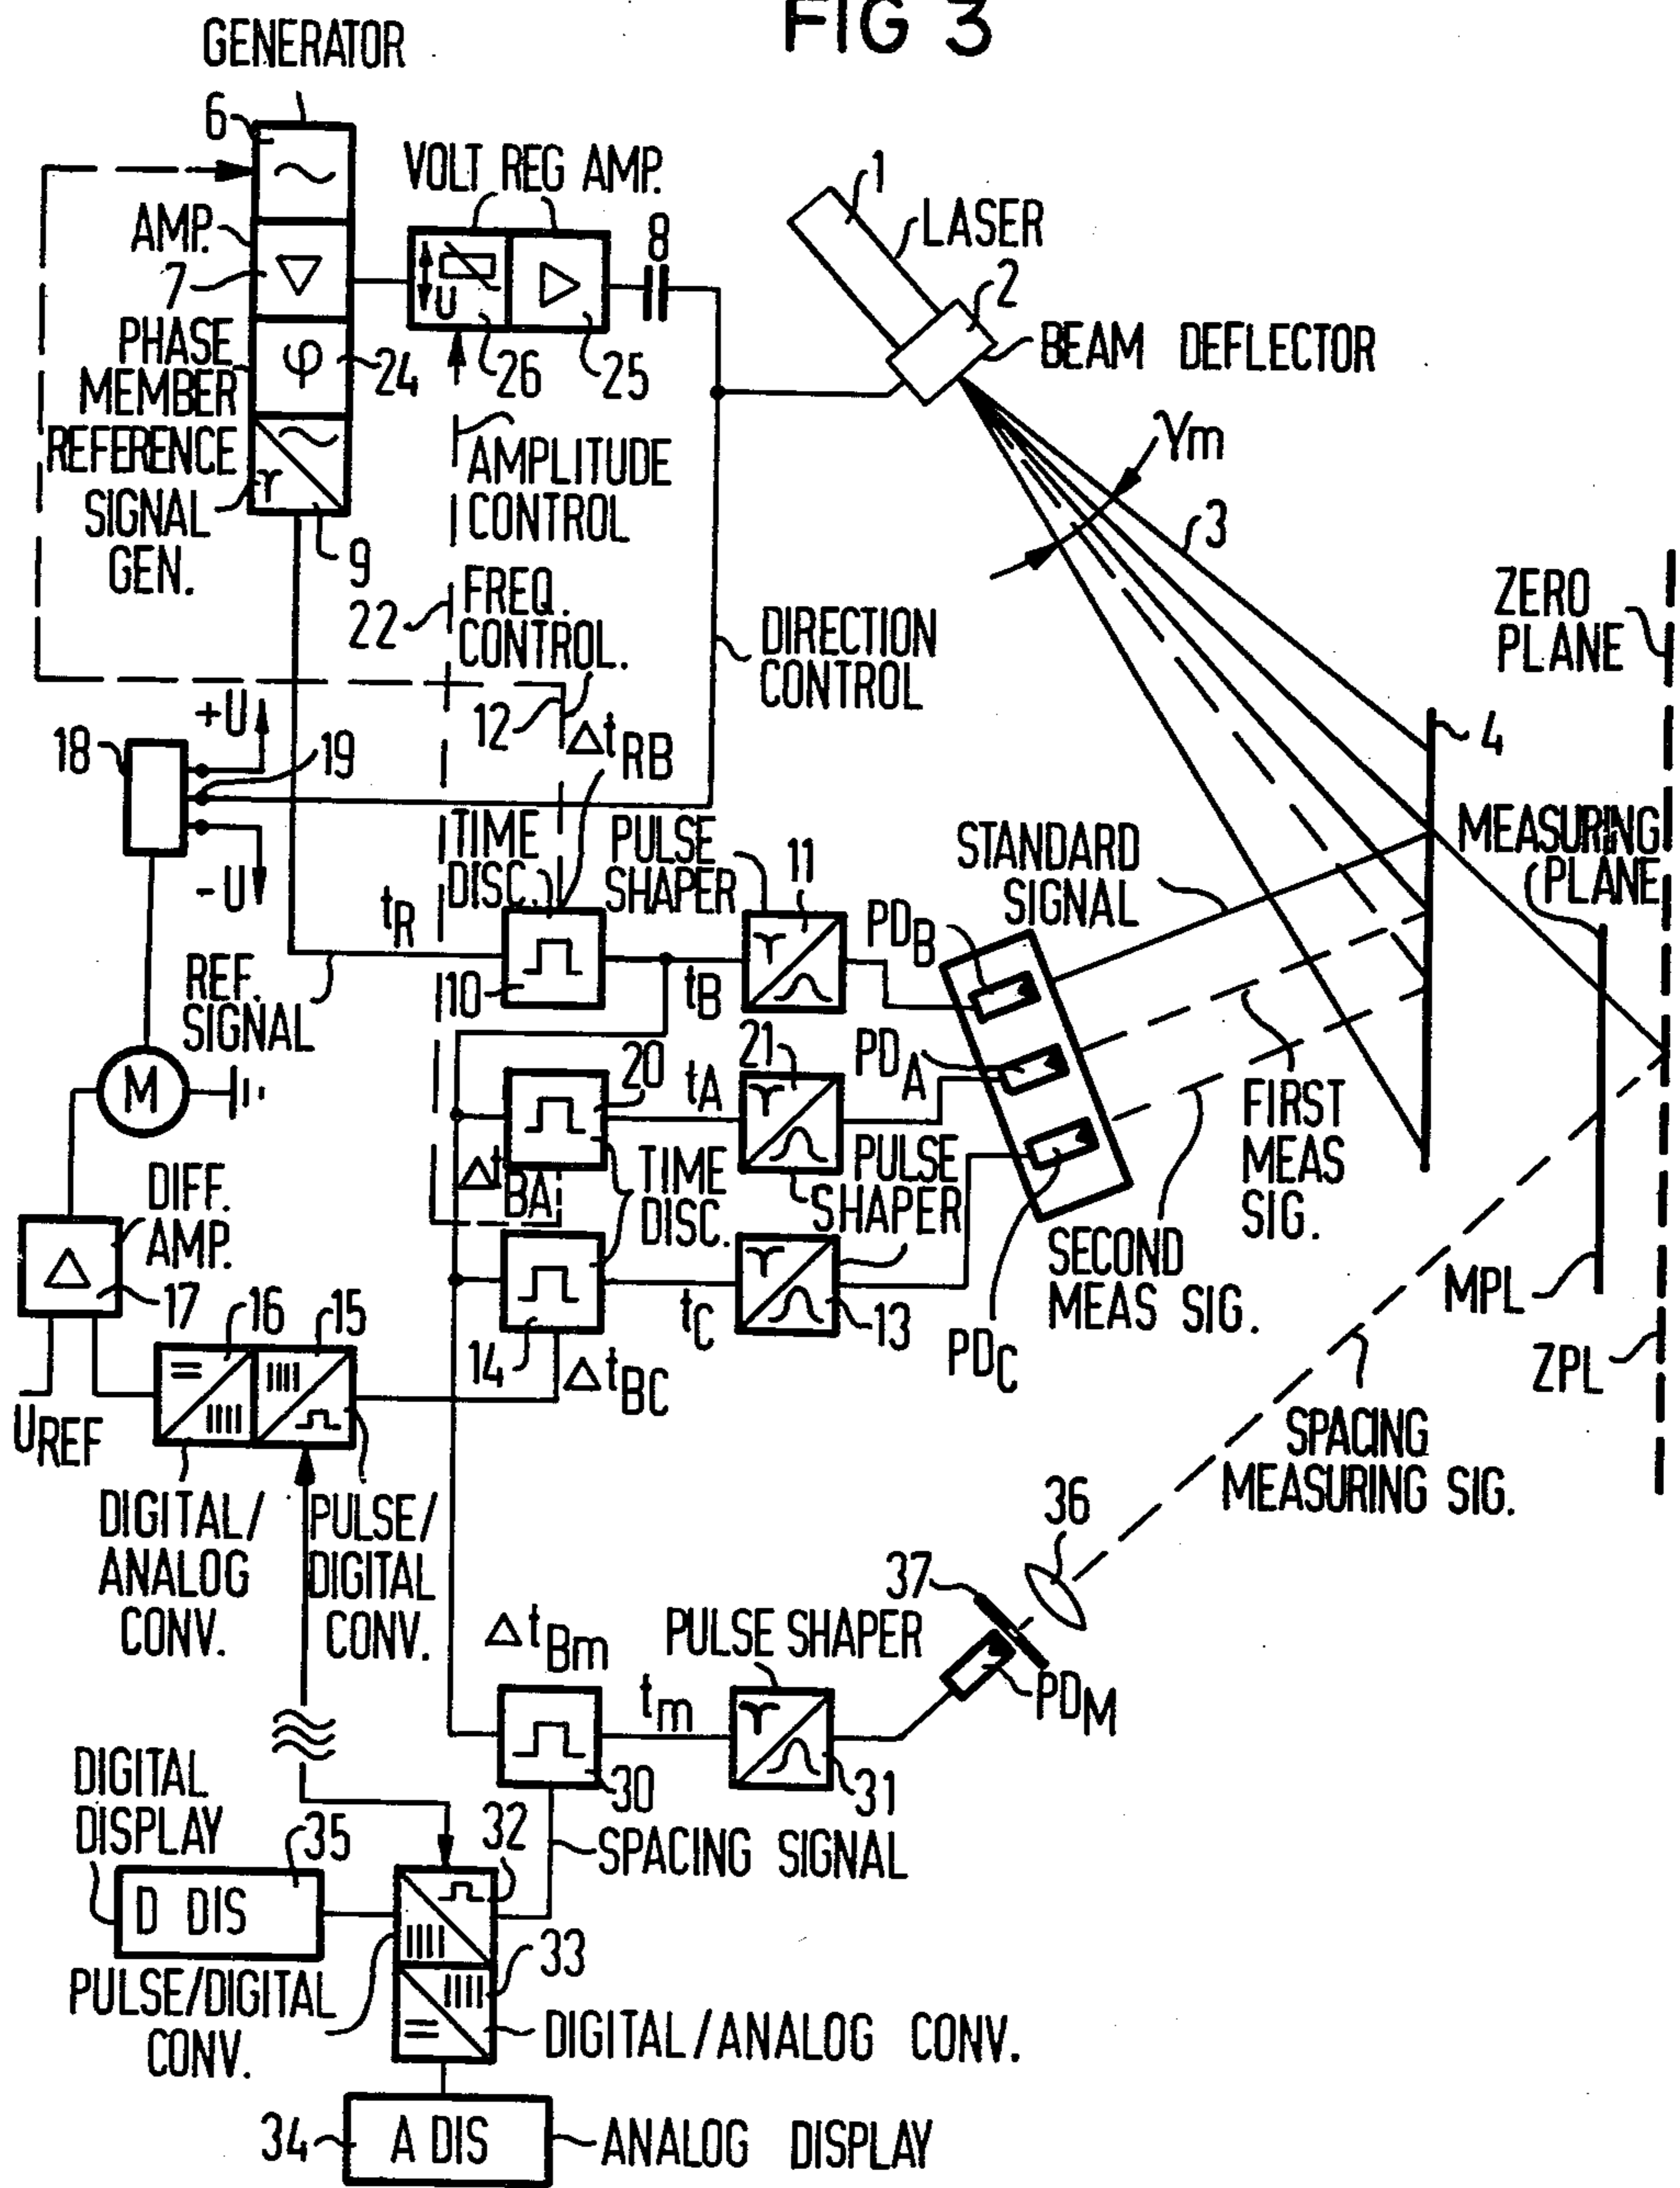 FIG 3
GENERATOR
6
VOLT REG AMP.
AMP.
7
8
U
1
LASER
2
BEAM DEFLECTOR
PHASE
MEMBER
φ
24
26
25
REFERENCE
SIGNAL
GEN.
9
AMPLITUDE
CONTROL
γm
3
22
FREQ.
CONTROL.
DIRECTION
CONTROL
ZERO
PLANE
12
ΔtRB
+U
18
19
-U
4
TIME
DISC.
PULSE
SHAPER
11
STANDARD
SIGNAL
MEASURING
PLANE
tR
PDB
REF.
SIGNAL
10
tB
20
tA
21
PDA
M
FIRST
MEAS
SIG.
ΔtBA
TIME
DISC.
PULSE
SHAPER
DIFF.
AMP.
17
16
15
14
tC
13
SECOND
MEAS SIG.
MPL
PDC
ZPL
ΔtBC
UREF
SPACING
MEASURING SIG.
DIGITAL/
ANALOG
CONV.
PULSE/
DIGITAL
CONV.
36
37
ΔtBm
PULSE SHAPER
tm
PDM
30
31
DIGITAL
DISPLAY
35
32
SPACING SIGNAL
D DIS
33
PULSE/DIGITAL
CONV.
DIGITAL/ANALOG CONV.
34
A DIS
ANALOG DISPLAY